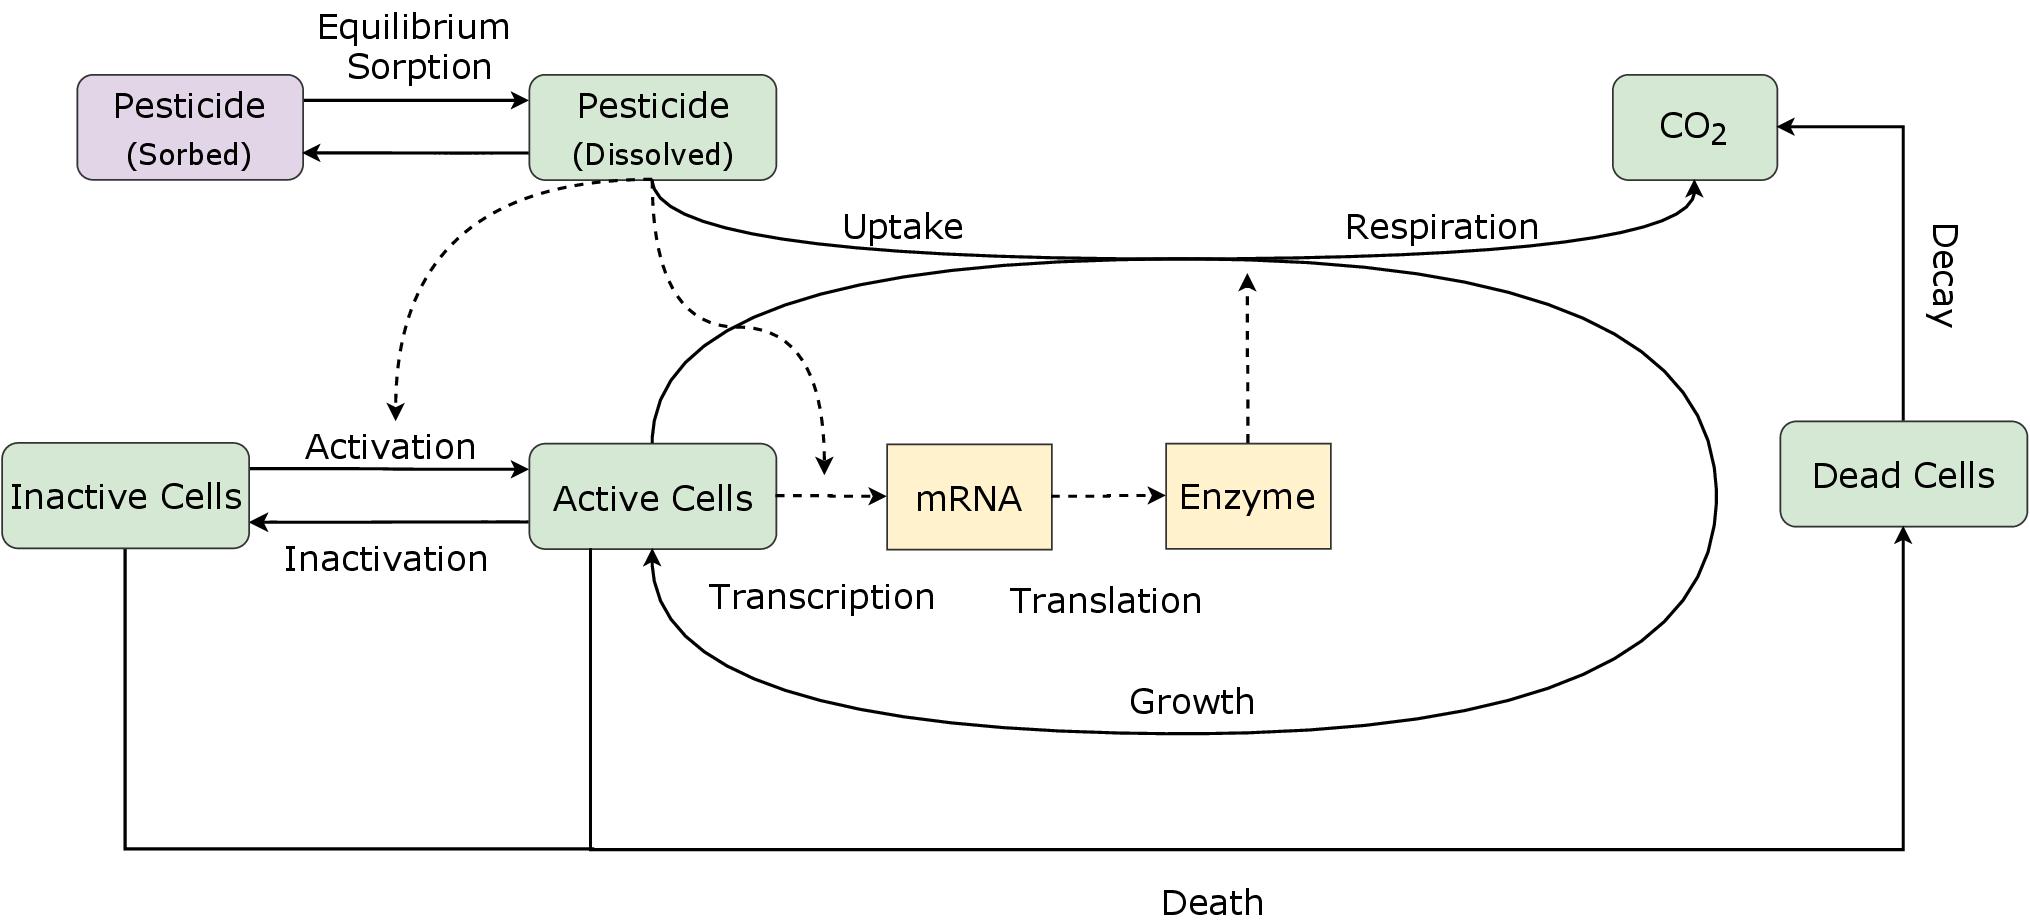 Equilibrium
Sorption
Pesticide
(Sorbed)
Pesticide
(Dissolved)
CO₂
Uptake
Respiration
Decay
Activation
Inactive Cells
Active Cells
mRNA
Enzyme
Dead Cells
Inactivation
Transcription
Translation
Growth
Death